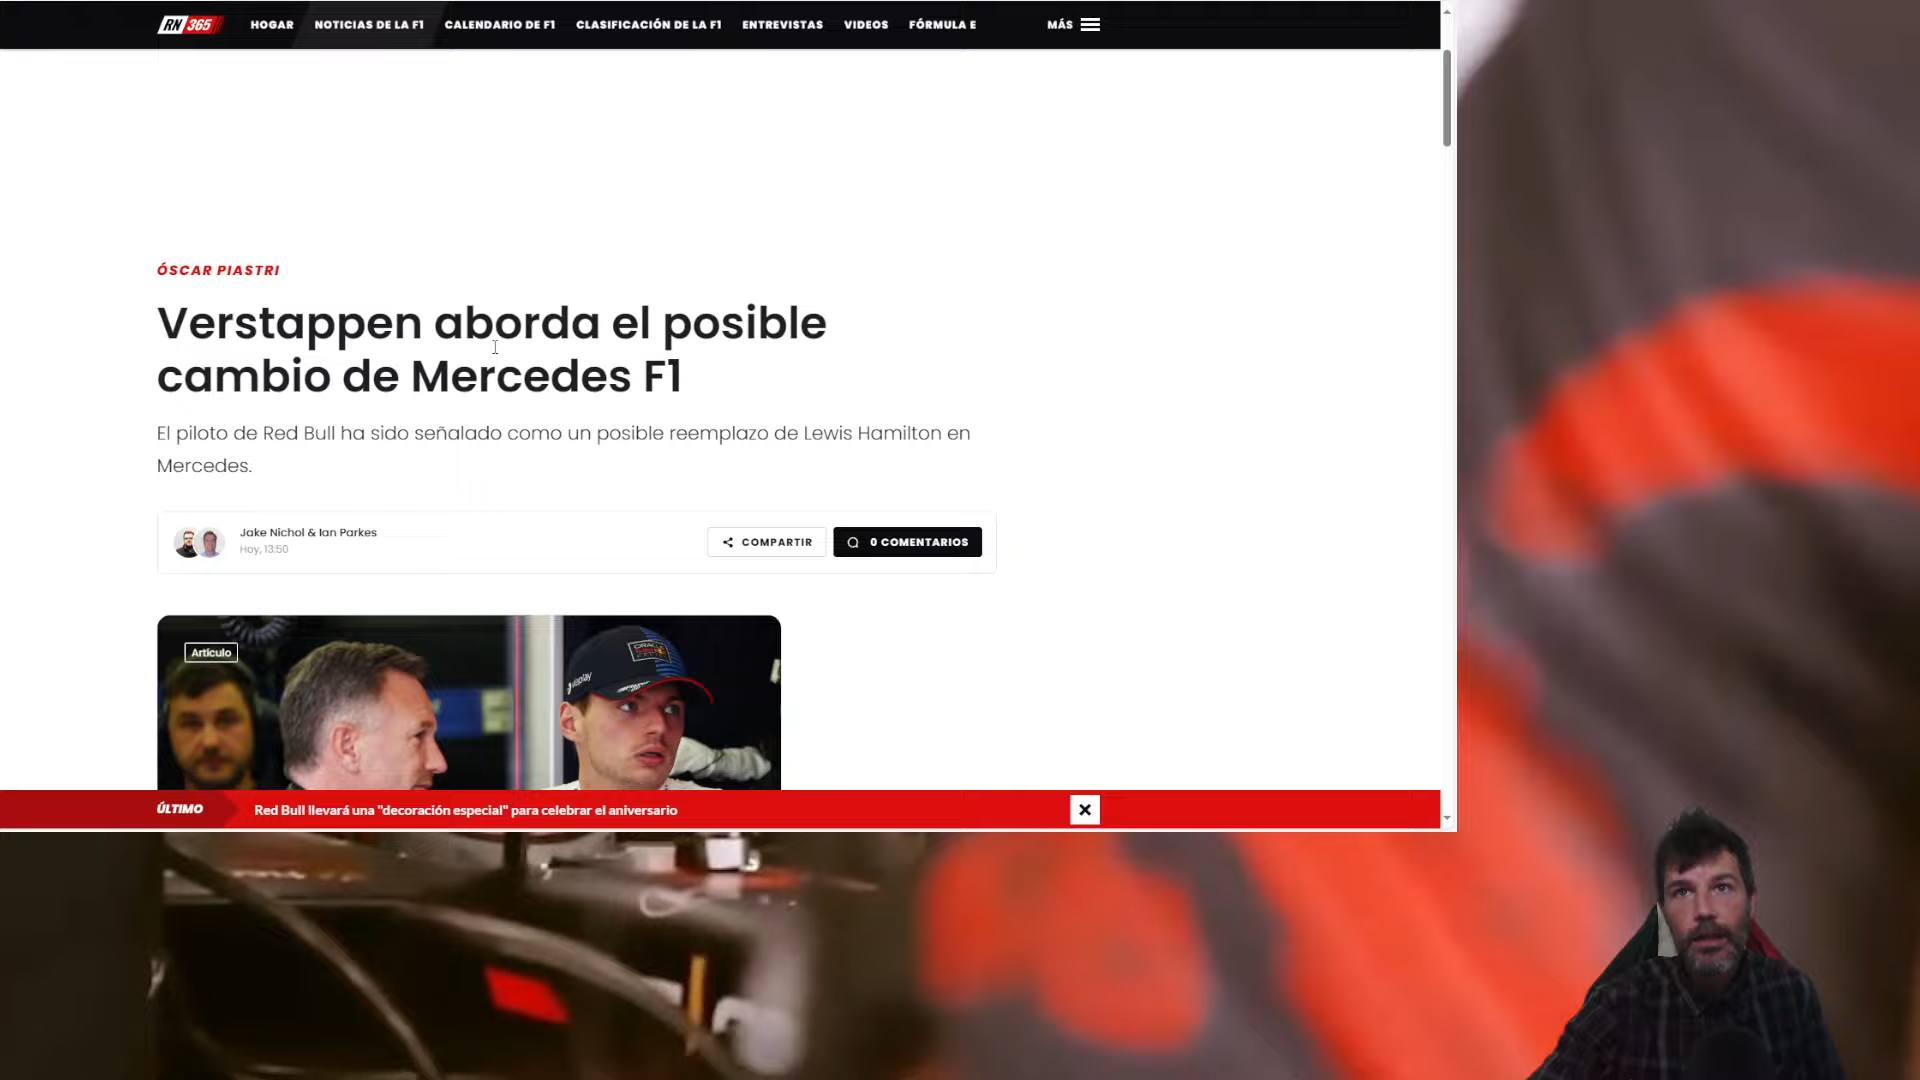 RN 365
HOGAR
NOTICIAS DE LA F1
CALENDARIO DE F1
CLASIFICACIÓN DE LA F1
ENTREVISTAS
VIDEOS
FÓRMULA E
MÁS
ÓSCAR PIASTRI
Verstappen aborda el posible
cambio de Mercedes F1
El piloto de Red Bull ha sido señalado como un posible reemplazo de Lewis Hamilton en
Mercedes.
Jake Nichol & Ian Parkes
Hoy, 13:50
COMPARTIR
0 COMENTARIOS
Artículo
ORACLE
viaplay
ÚLTIMO
Red Bull llevará una "decoración especial" para celebrar el aniversario